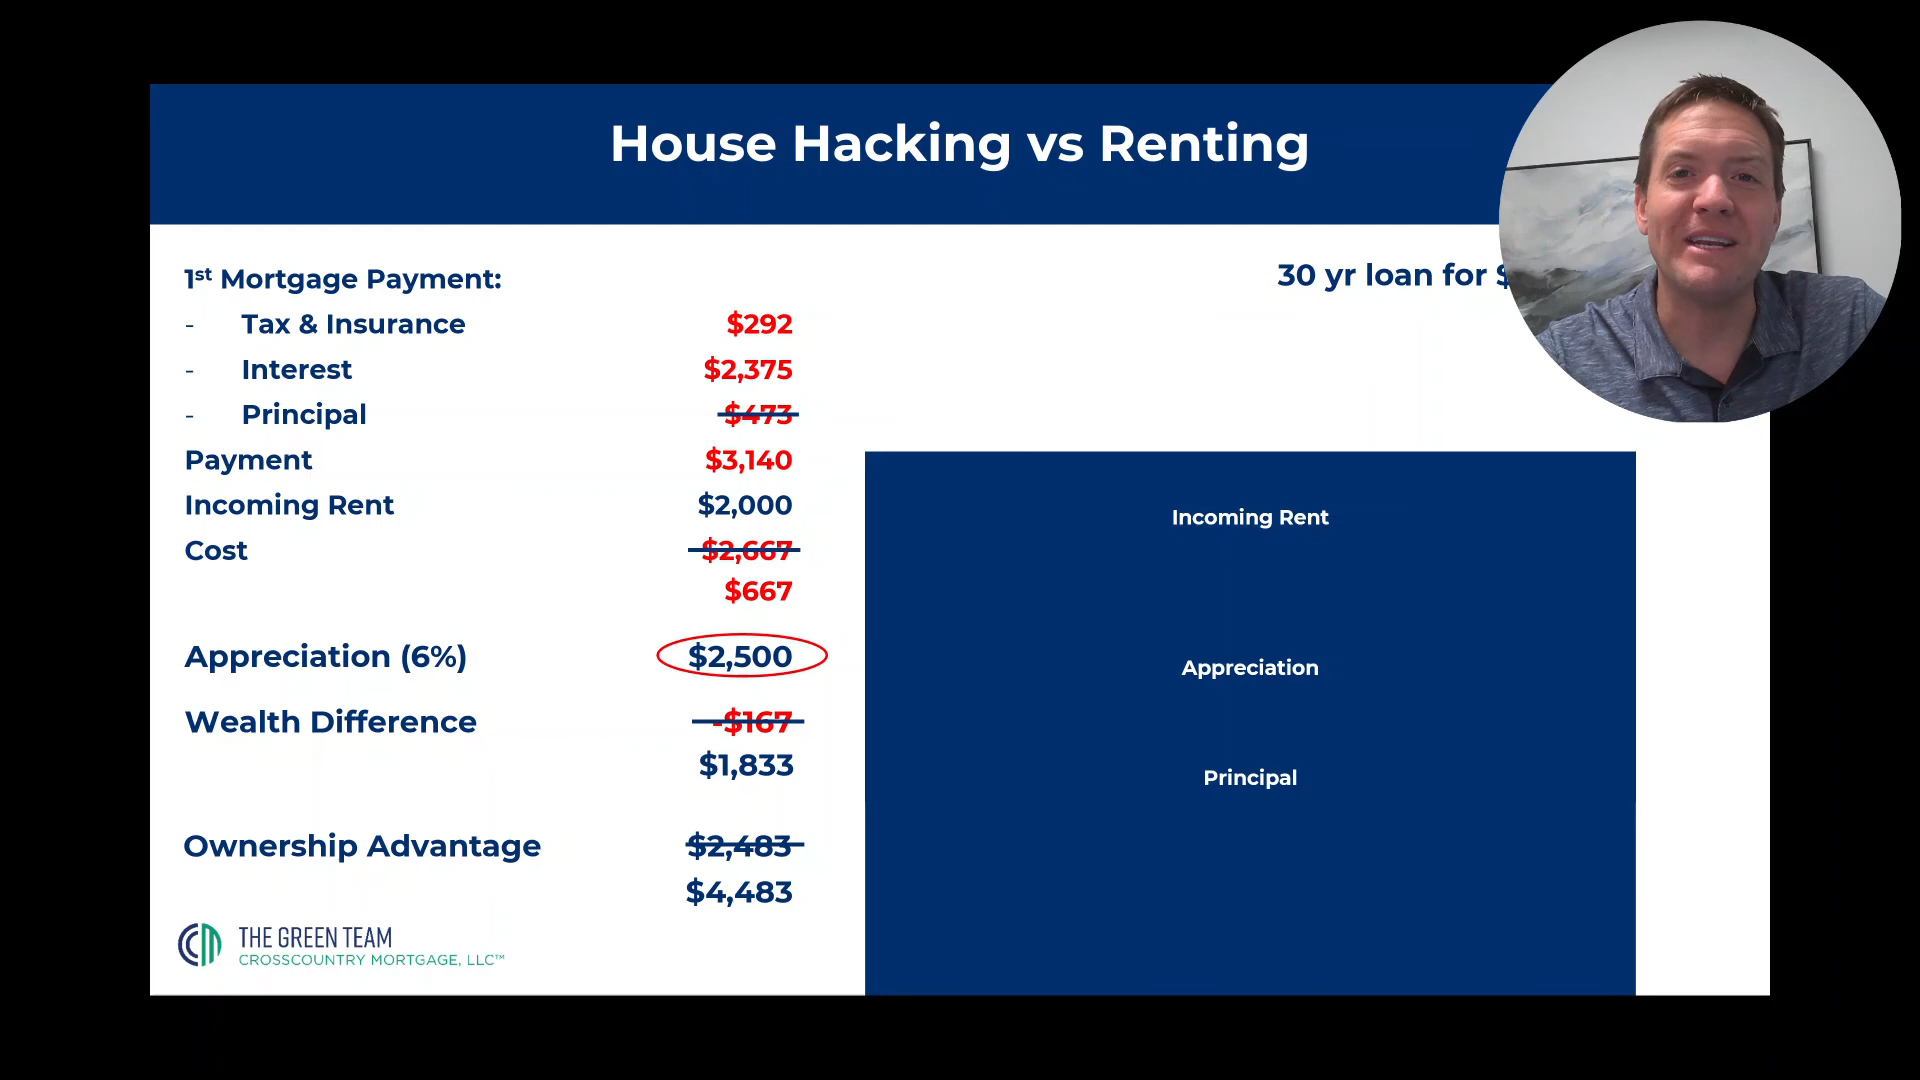 House Hacking vs Renting
1st Mortgage Payment:
30 yr loan for $
- Tax & Insurance $292
- Interest $2,375
- Principal $473
Payment $3,140
Incoming Rent $2,000
Cost $2,667
$667
Appreciation (6%) $2,500
Wealth Difference -$167
$1,833
Ownership Advantage $2,483
$4,483
Incoming Rent
Appreciation
Principal
THE GREEN TEAM
CROSSCOUNTRY MORTGAGE, LLC™